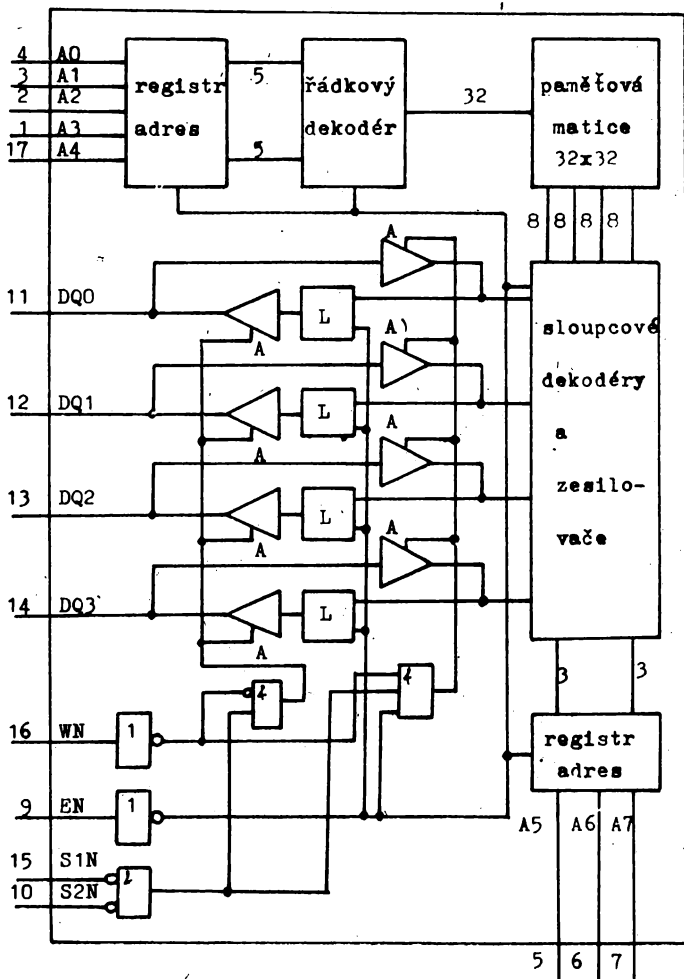 4 A0
3 A1
2 A2
1 A3
17 A4
registr
adres
5
5
řádkový
dekodér
32
paměťová
matice
32x32
8 8 8 8
A
11 DQ0
L
A
A
12 DQ1
L
A
A
13 DQ2
L
A
A
14 DQ3
L
A
sloupcové
dekodéry
a
zesilo-
vače
3 3
16 WN
1
&
&
registr
adres
9 EN
1
A5 A6 A7
15 S1N
10 S2N
&
5 6 7